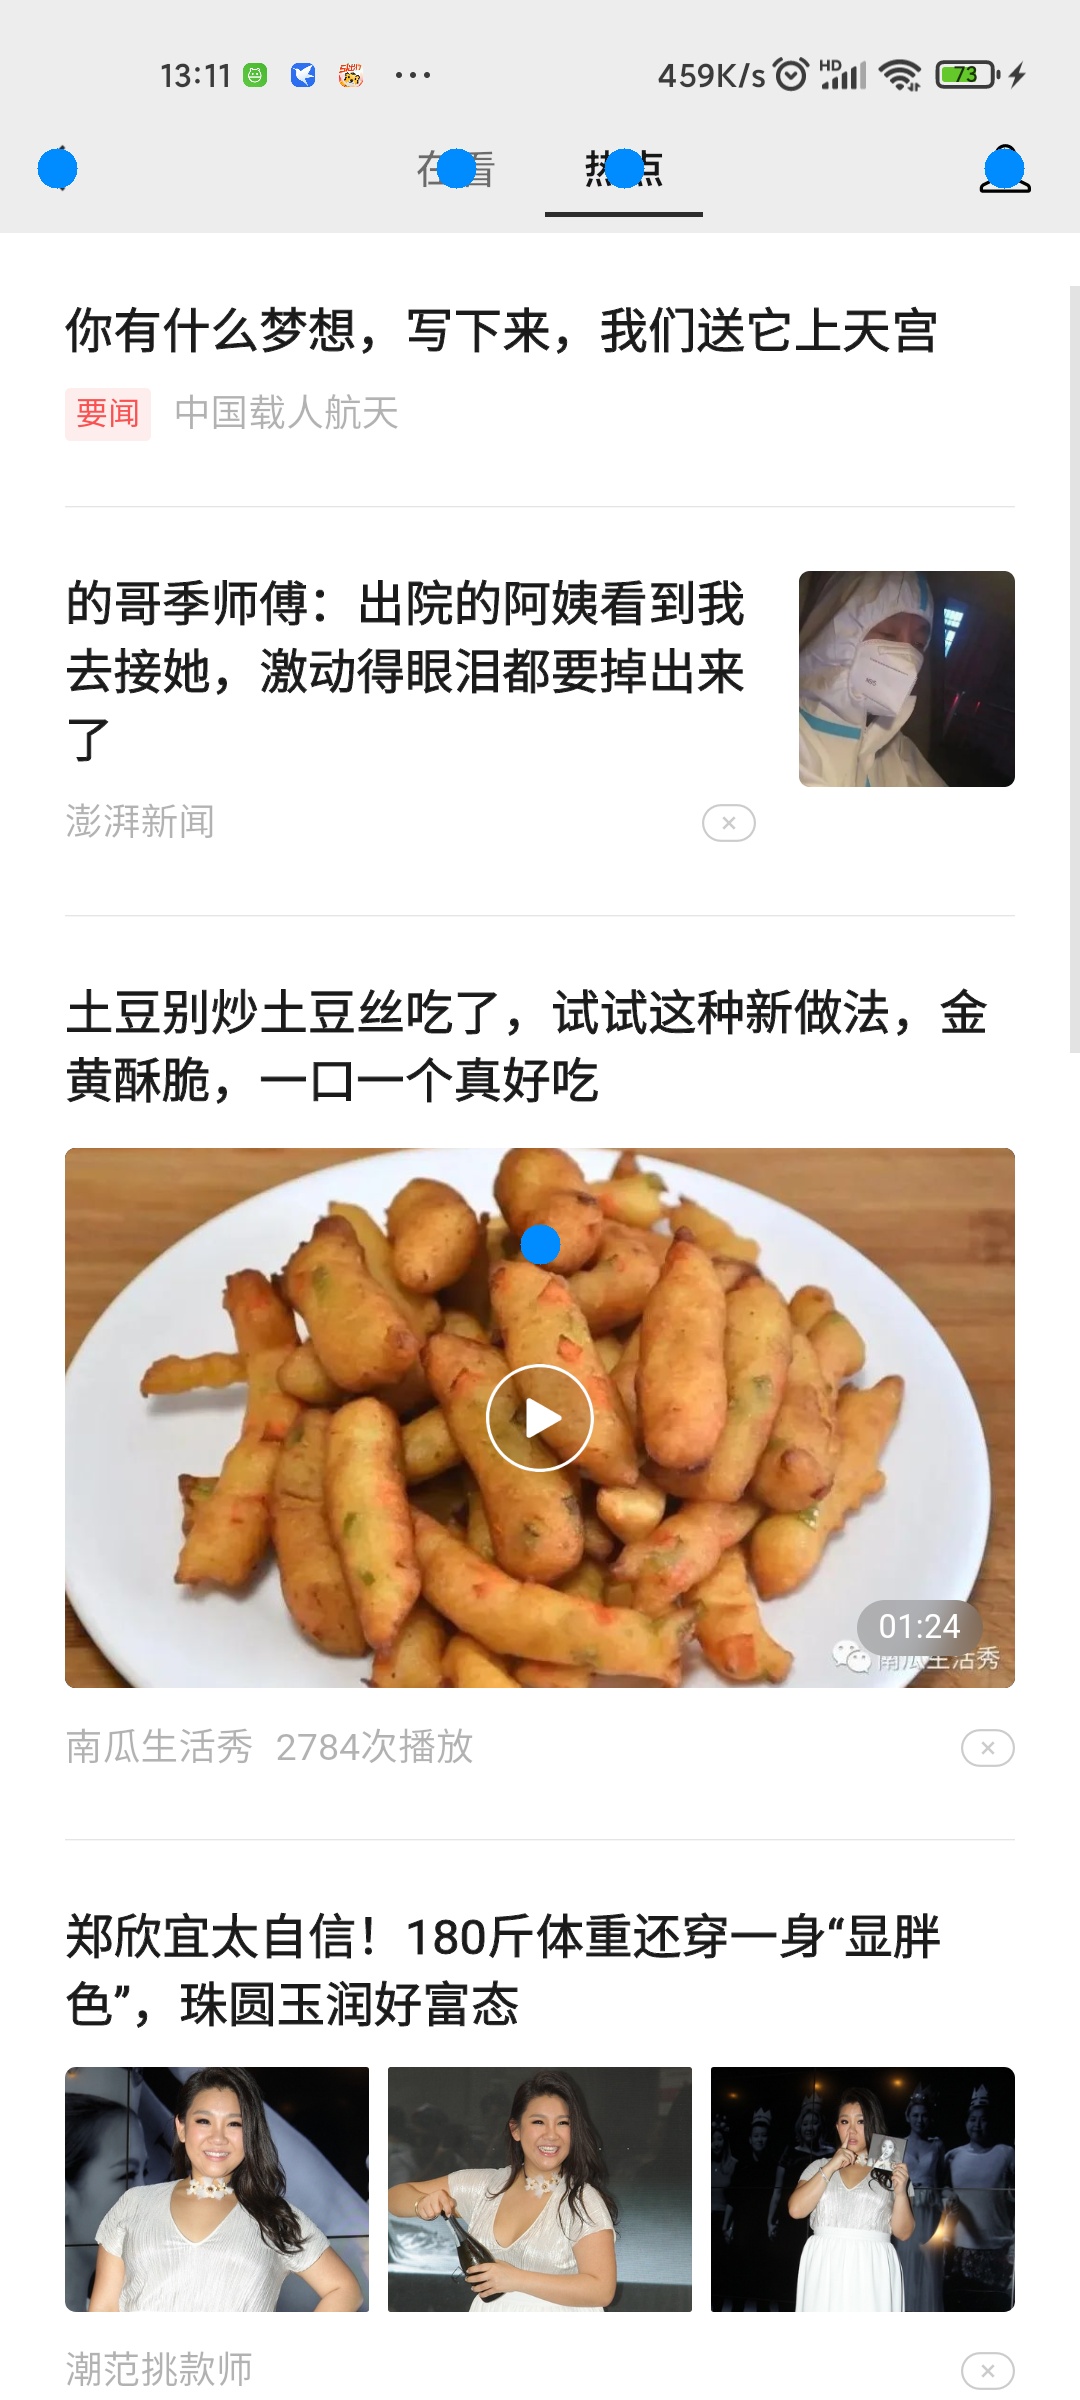 13:11
459K/s HD 73
在看 热点
你有什么梦想，写下来，我们送它上天宫
要闻 中国载人航天
的哥季师傅：出院的阿姨看到我
去接她，激动得眼泪都要掉出来
了
澎湃新闻
土豆别炒土豆丝吃了，试试这种新做法，金
黄酥脆，一口一个真好吃
01:24
南瓜生活秀
南瓜生活秀 2784次播放
郑欣宜太自信！180斤体重还穿一身“显胖
色”，珠圆玉润好富态
潮范挑款师